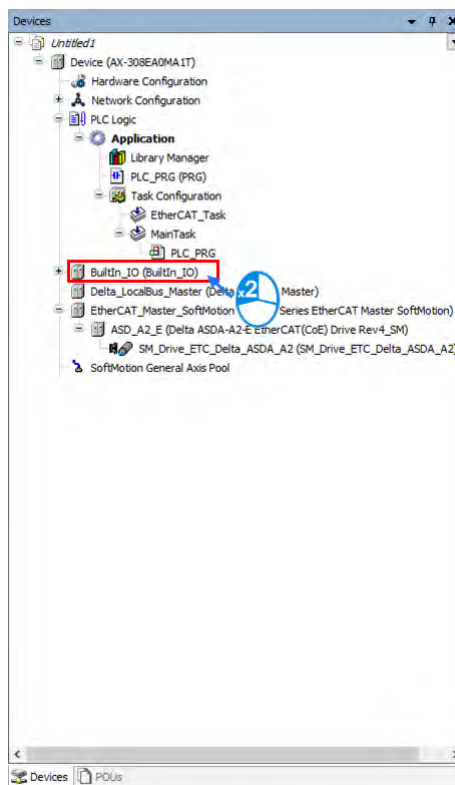 Devices
Untitled1
Device (AX-308EA0MA1T)
Hardware Configuration
Network Configuration
PLC Logic
Application
Library Manager
PLC_PRG (PRG)
Task Configuration
EtherCAT_Task
MainTask
PLC_PRG
BuiltIn_IO (BuiltIn_IO)
x2
Delta_LocalBus_Master (Delta Master)
EtherCAT_Master_SoftMotion Series EtherCAT Master SoftMotion)
ASD_A2_E (Delta ASDA-A2-E EtherCAT(CoE) Drive Rev4_SM)
SM_Drive_ETC_Delta_ASDA_A2 (SM_Drive_ETC_Delta_ASDA_A2)
SoftMotion General Axis Pool
Devices POUs